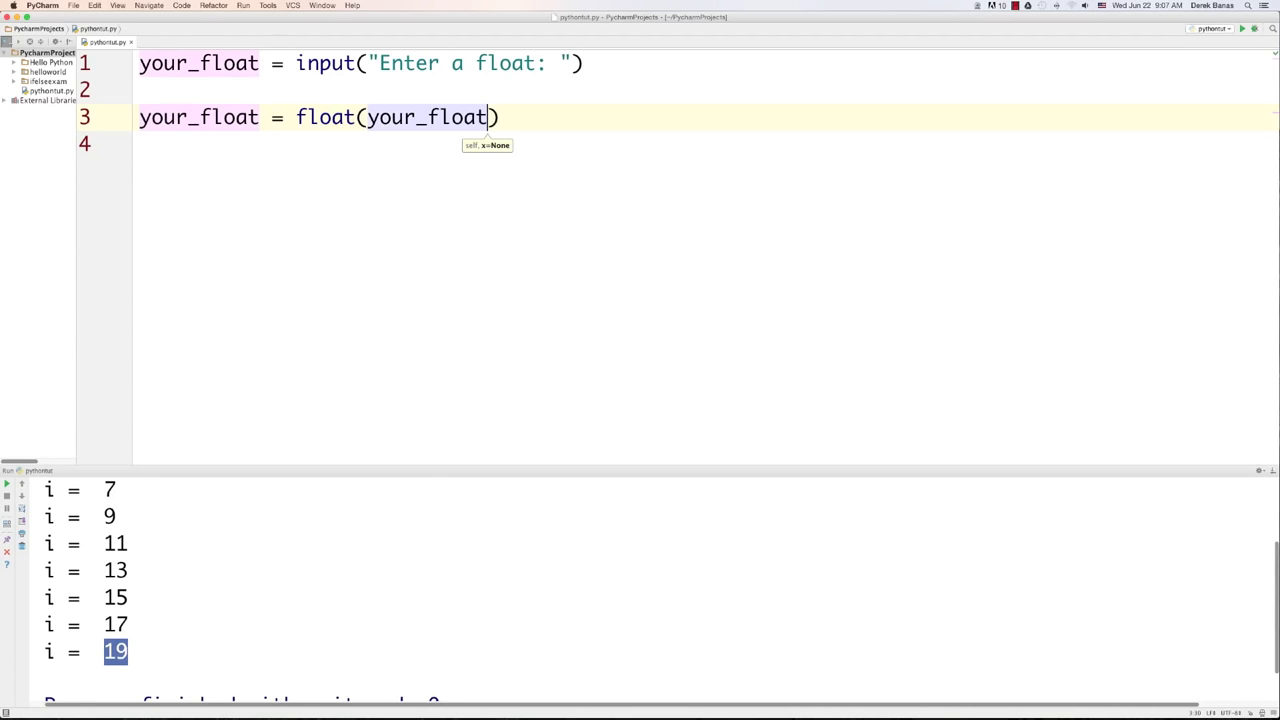 PyCharm File Edit View Navigate Code Refactor Run Tools VCS Window Help 10 Wed Jun 22 9:07 AM Derek Banas
pythontut.py - PycharmProjects - [~/PycharmProjects]
PycharmProjects pythontut.py pythontut
pythontut.py
PycharmProject
Hello Python
helloworld
ifelseexam
pythontut.py
External Librarie
1 your_float = input("Enter a float: ")
2
3 your_float = float(your_float)
4
self, x=None
Run pythontut
i = 7
i = 9
i = 11
i = 13
i = 15
i = 17
i = 19
3:30 LF UTF-8